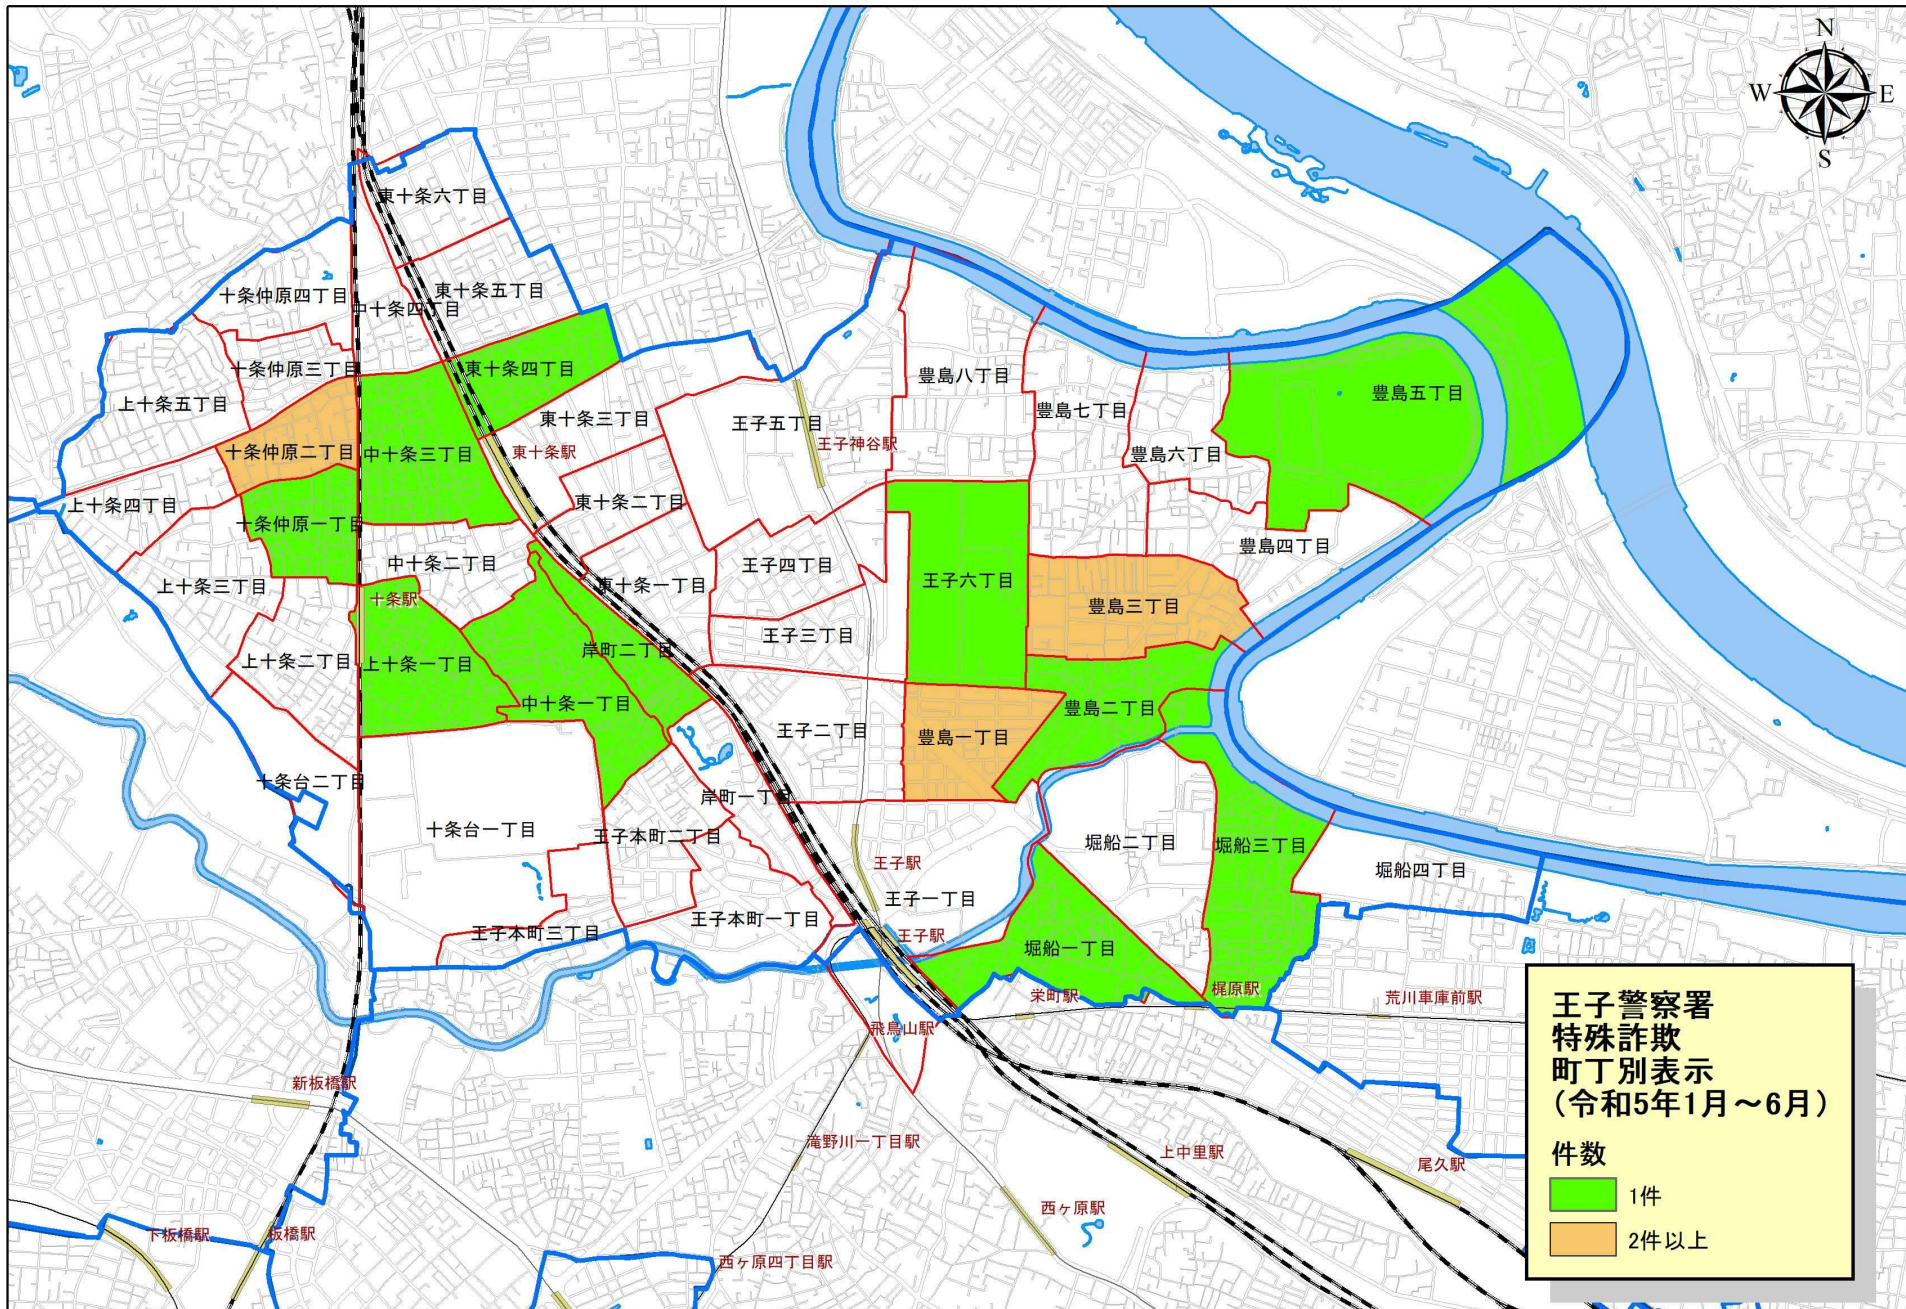 N
W
E
S
東十条六丁目
十条仲原四丁目
中十条四丁目
東十条五丁目
十条仲原三丁目
東十条四丁目
豊島八丁目
豊島五丁目
上十条五丁目
東十条三丁目
王子五丁目
豊島七丁目
王子神谷駅
十条仲原二丁目
中十条三丁目
東十条駅
豊島六丁目
上十条四丁目
東十条二丁目
十条仲原一丁目
豊島四丁目
中十条二丁目
王子四丁目
上十条三丁目
東十条一丁目
王子六丁目
十条駅
豊島三丁目
王子三丁目
岸町二丁目
上十条二丁目
上十条一丁目
中十条一丁目
豊島二丁目
王子二丁目
豊島一丁目
十条台二丁目
岸町一丁目
十条台一丁目
王子本町二丁目
堀船二丁目
堀船三丁目
王子駅
堀船四丁目
王子一丁目
王子本町一丁目
王子本町三丁目
王子駅
堀船一丁目
栄町駅
梶原駅
荒川車庫前駅
飛鳥山駅
新板橋駅
滝野川一丁目駅
上中里駅
尾久駅
西ヶ原駅
下板橋駅
板橋駅
西ヶ原四丁目駅
王子警察署
特殊詐欺
町丁別表示
（令和5年1月～6月）
件数
1件
2件以上